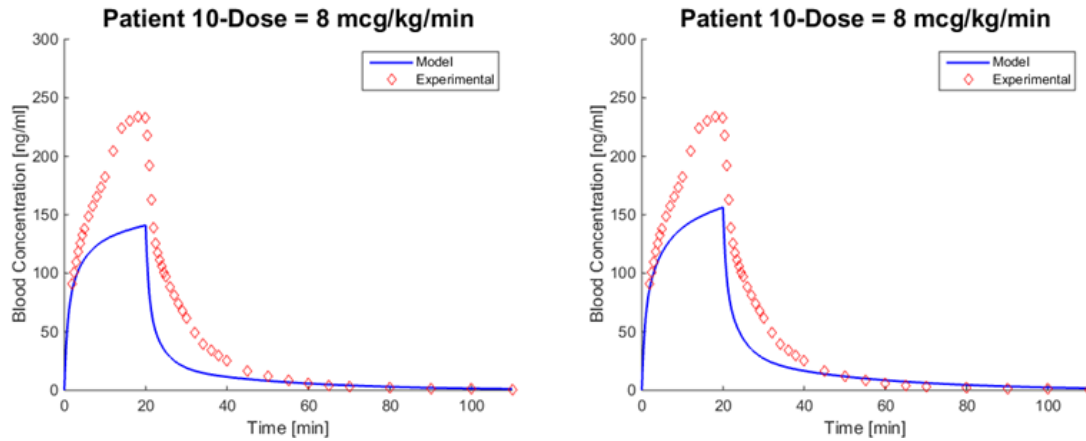 Patient 10-Dose = 8 mcg/kg/min
300
250
200
150
100
50
0
Blood Concentration [ng/ml]
Model
Experimental
0 20 40 60 80 100
Time [min]
Patient 10-Dose = 8 mcg/kg/min
300
250
200
150
100
50
0
Blood Concentration [ng/ml]
Model
Experimental
0 20 40 60 80 100
Time [min]